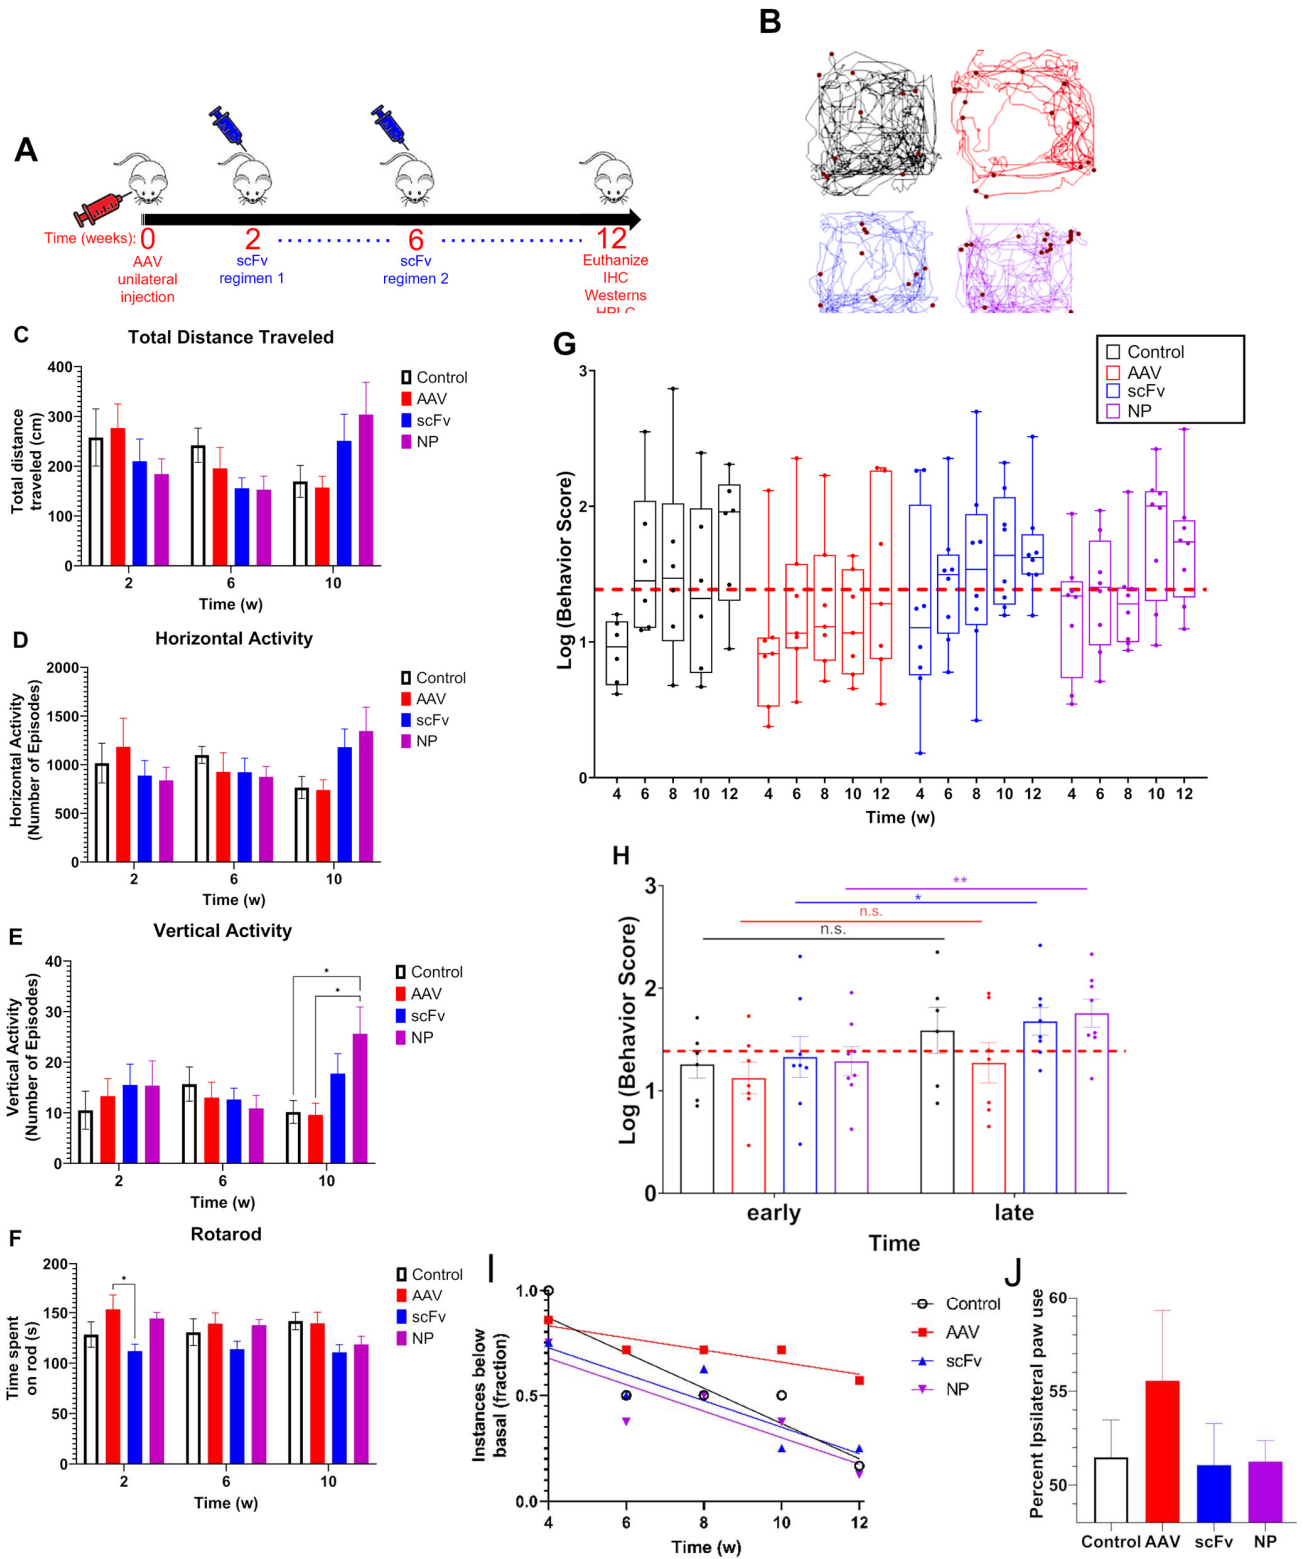 B
A
Time (weeks): 0 2 6 12
AAV
unilateral
injection
scFv
regimen 1
scFv
regimen 2
Euthanize
IHC
Westerns
HPLC
C
Total Distance Traveled
Total distance
traveled (cm)
400
300
200
100
0
2 6 10
Time (w)
Control
AAV
scFv
NP
D
Horizontal Activity
Horizontal Activity
(Number of Episodes)
2000
1500
1000
500
0
2 6 10
Time (w)
Control
AAV
scFv
NP
E
Vertical Activity
Vertical Activity
(Number of Episodes)
40
30
20
10
0
* 
*
2 6 10
Time (w)
Control
AAV
scFv
NP
F
Rotarod
Time spent
on rod (s)
200
150
100
50
0
*
2 6 10
Time (w)
Control
AAV
scFv
NP
G
Control
AAV
scFv
NP
Log (Behavior Score)
3
2
1
0
4 6 8 10 12 4 6 8 10 12 4 6 8 10 12 4 6 8 10 12
Time (w)
H
Log (Behavior Score)
3
2
1
0
**
*
n.s.
n.s.
early late
Time
I
Instances below
basal (fraction)
1.0
0.5
0.0
4 6 8 10 12
Time (w)
Control
AAV
scFv
NP
J
Percent Ipsilateral paw use
60
55
50
Control AAV scFv NP